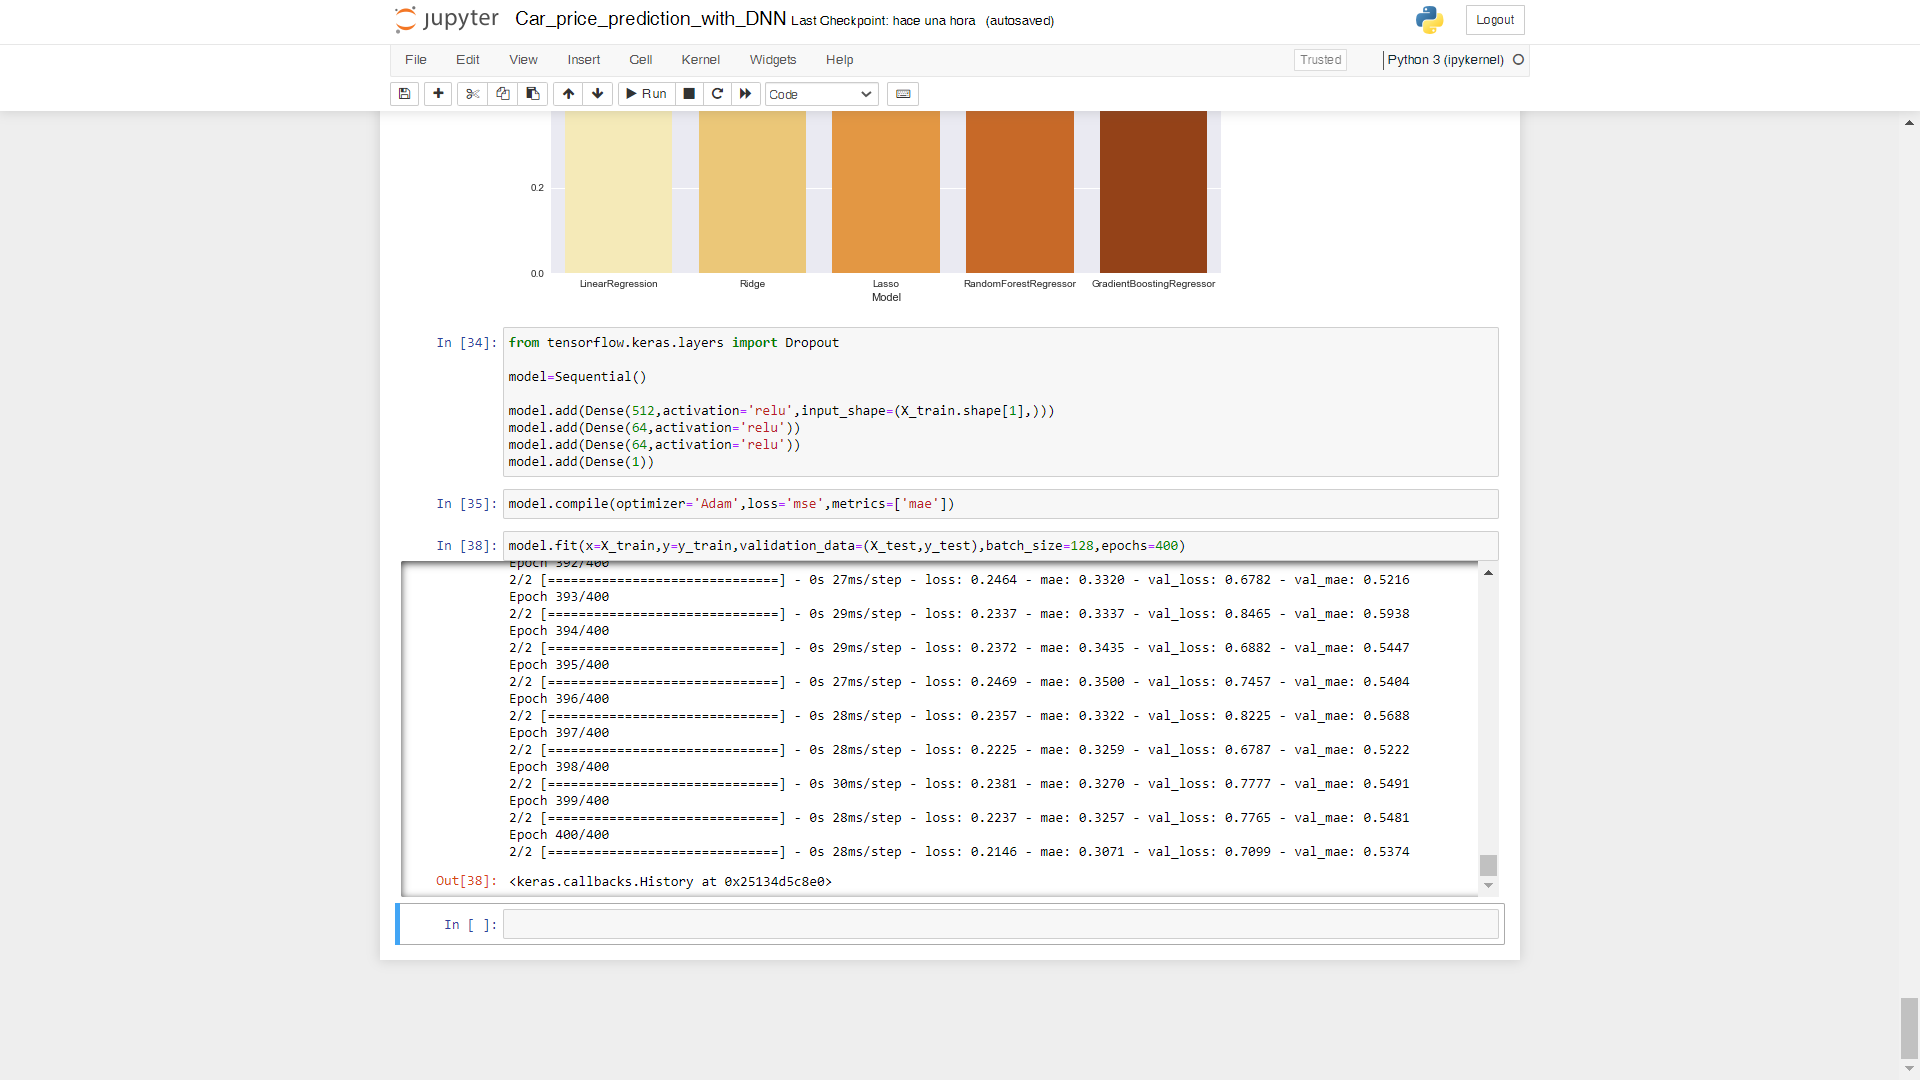 jupyter Car_price_prediction_with_DNN Last Checkpoint: hace una hora (autosaved)
Logout
File Edit View Insert Cell Kernel Widgets Help
Trusted
Python 3 (ipykernel)
Run
Code
0.2
0.0
LinearRegression Ridge Lasso RandomForestRegressor GradientBoostingRegressor
Model
In [34]:
from tensorflow.keras.layers import Dropout
model=Sequential()
model.add(Dense(512,activation='relu',input_shape=(X_train.shape[1],)))
model.add(Dense(64,activation='relu'))
model.add(Dense(64,activation='relu'))
model.add(Dense(1))
In [35]: model.compile(optimizer='Adam',loss='mse',metrics=['mae'])
In [38]: model.fit(x=X_train,y=y_train,validation_data=(X_test,y_test),batch_size=128,epochs=400)
Epoch 392/400
2/2 [==============================] - 0s 27ms/step - loss: 0.2464 - mae: 0.3320 - val_loss: 0.6782 - val_mae: 0.5216
Epoch 393/400
2/2 [==============================] - 0s 29ms/step - loss: 0.2337 - mae: 0.3337 - val_loss: 0.8465 - val_mae: 0.5938
Epoch 394/400
2/2 [==============================] - 0s 29ms/step - loss: 0.2372 - mae: 0.3435 - val_loss: 0.6882 - val_mae: 0.5447
Epoch 395/400
2/2 [==============================] - 0s 27ms/step - loss: 0.2469 - mae: 0.3500 - val_loss: 0.7457 - val_mae: 0.5404
Epoch 396/400
2/2 [==============================] - 0s 28ms/step - loss: 0.2357 - mae: 0.3322 - val_loss: 0.8225 - val_mae: 0.5688
Epoch 397/400
2/2 [==============================] - 0s 28ms/step - loss: 0.2225 - mae: 0.3259 - val_loss: 0.6787 - val_mae: 0.5222
Epoch 398/400
2/2 [==============================] - 0s 30ms/step - loss: 0.2381 - mae: 0.3270 - val_loss: 0.7777 - val_mae: 0.5491
Epoch 399/400
2/2 [==============================] - 0s 28ms/step - loss: 0.2237 - mae: 0.3257 - val_loss: 0.7765 - val_mae: 0.5481
Epoch 400/400
2/2 [==============================] - 0s 28ms/step - loss: 0.2146 - mae: 0.3071 - val_loss: 0.7099 - val_mae: 0.5374
Out[38]: <keras.callbacks.History at 0x25134d5c8e0>
In [ ]: